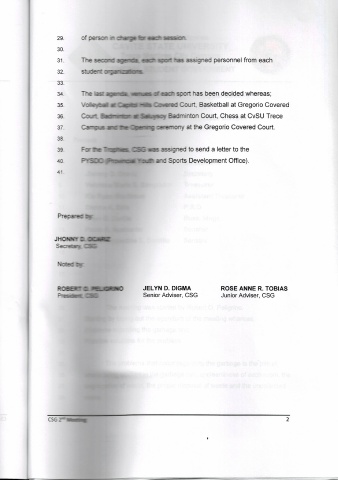 29. of person in charge for each session.
30.
31. The second agenda, each sport has assigned personnel from each
32. student organizations.
33.
34. The last agenda, venues of each sport has been decided whereas;
35. Volleyball at Capitol Hills Covered Court, Basketball at Gregorio Covered
36. Court, Badminton at Saluysoy Badminton Court, Chess at CvSU Trece
37. Campus and the Opening ceremony at the Gregorio Covered Court.
38.
39. For the Trophies, CSG was assigned to send a letter to the
40. PYSDO (Provincial Youth and Sports Development Office).
41.
Prepared by:
JHONNY D. OCARIZ
Secretary, CSG
Noted by:
ROBERT D. PELIGRINO JELYN D. DIGMA ROSE ANNE R. TOBIAS
President, CSG Senior Adviser, CSG Junior Adviser, CSG
CSG 2nd Meeting 2